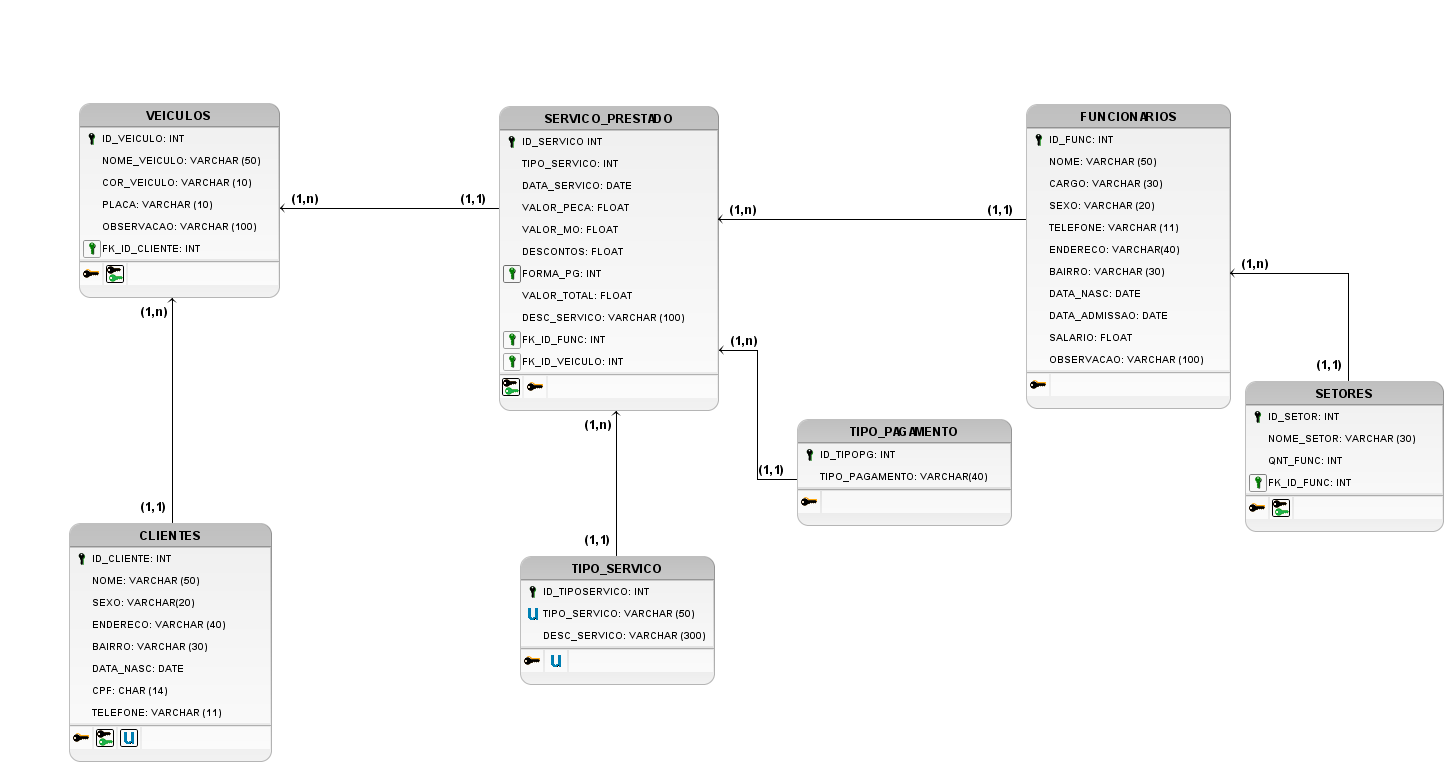 VEICULOS
ID_VEICULO: INT
NOME_VEICULO: VARCHAR (50)
COR_VEICULO: VARCHAR (10)
PLACA: VARCHAR (10)
OBSERVACAO: VARCHAR (100)
FK_ID_CLIENTE: INT
(1,n)
(1,1)
SERVICO_PRESTADO
ID_SERVICO INT
TIPO_SERVICO: INT
DATA_SERVICO: DATE
VALOR_PECA: FLOAT
VALOR_MO: FLOAT
DESCONTOS: FLOAT
FORMA_PG: INT
VALOR_TOTAL: FLOAT
DESC_SERVICO: VARCHAR (100)
FK_ID_FUNC: INT
FK_ID_VEICULO: INT
(1,n)
(1,1)
FUNCIONARIOS
ID_FUNC: INT
NOME: VARCHAR (50)
CARGO: VARCHAR (30)
SEXO: VARCHAR (20)
TELEFONE: VARCHAR (11)
ENDERECO: VARCHAR(40)
BAIRRO: VARCHAR (30)
DATA_NASC: DATE
DATA_ADMISSAO: DATE
SALARIO: FLOAT
OBSERVACAO: VARCHAR (100)
(1,n)
(1,1)
SETORES
ID_SETOR: INT
NOME_SETOR: VARCHAR (30)
QNT_FUNC: INT
FK_ID_FUNC: INT
(1,n)
(1,1)
TIPO_PAGAMENTO
ID_TIPOPG: INT
TIPO_PAGAMENTO: VARCHAR(40)
(1,n)
(1,1)
CLIENTES
ID_CLIENTE: INT
NOME: VARCHAR (50)
SEXO: VARCHAR(20)
ENDERECO: VARCHAR (40)
BAIRRO: VARCHAR (30)
DATA_NASC: DATE
CPF: CHAR (14)
TELEFONE: VARCHAR (11)
u
(1,n)
(1,1)
TIPO_SERVICO
ID_TIPOSERVICO: INT
u TIPO_SERVICO: VARCHAR (50)
DESC_SERVICO: VARCHAR (300)
u